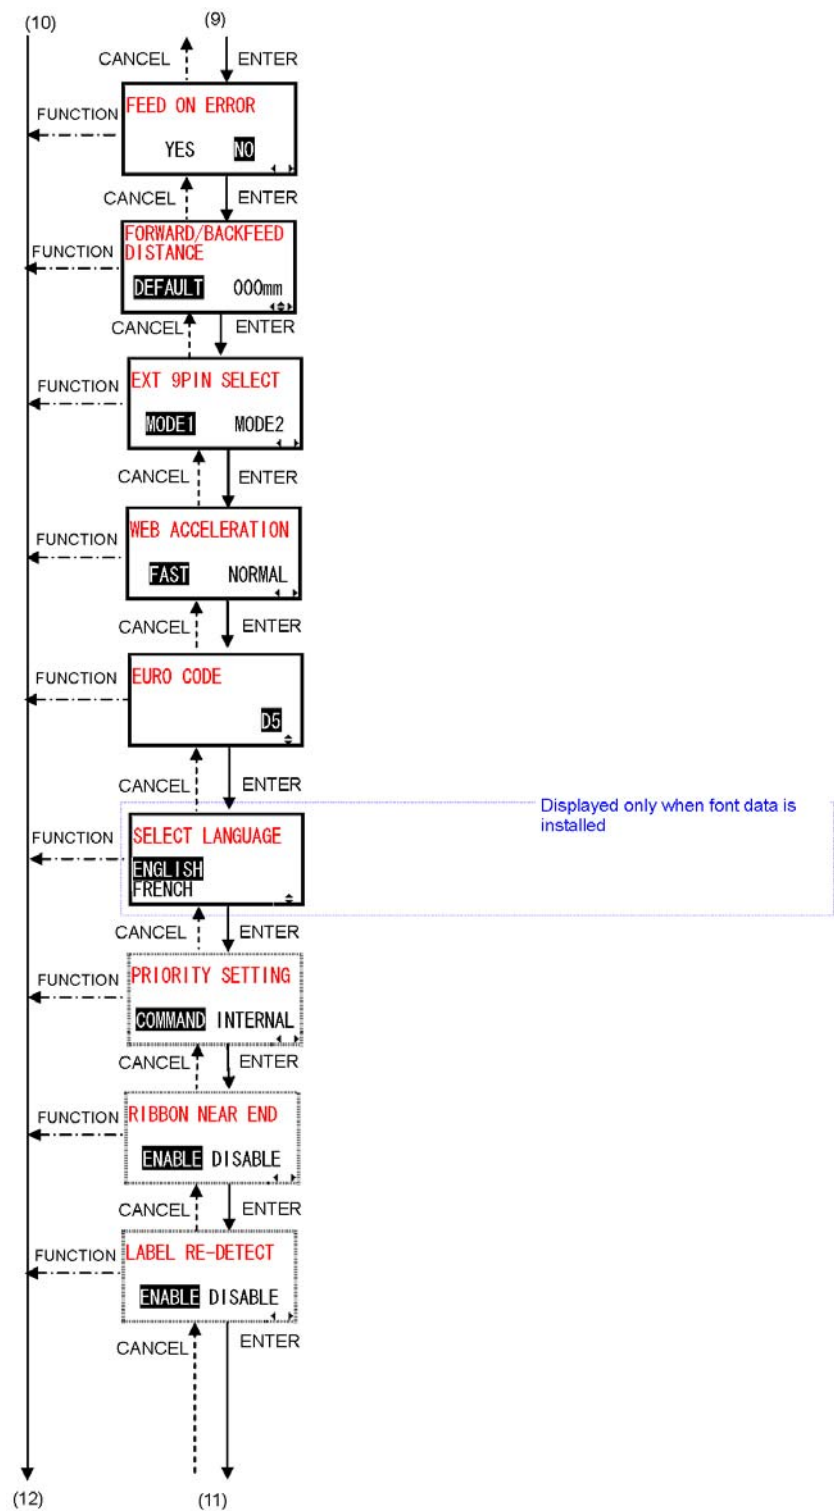 (10)
(9)
CANCEL
ENTER
FUNCTION
FEED ON ERROR
YES NO
CANCEL
ENTER
FUNCTION
FORWARD/BACKFEED
DISTANCE
DEFAULT 000mm
CANCEL
ENTER
FUNCTION
EXT 9PIN SELECT
MODE1 MODE2
CANCEL
ENTER
FUNCTION
WEB ACCELERATION
FAST NORMAL
CANCEL
ENTER
FUNCTION
EURO CODE
D5
CANCEL
ENTER
Displayed only when font data is
installed
FUNCTION
SELECT LANGUAGE
ENGLISH
FRENCH
CANCEL
ENTER
FUNCTION
PRIORITY SETTING
COMMAND INTERNAL
CANCEL
ENTER
FUNCTION
RIBBON NEAR END
ENABLE DISABLE
CANCEL
ENTER
FUNCTION
LABEL RE-DETECT
ENABLE DISABLE
CANCEL
ENTER
(12)
(11)